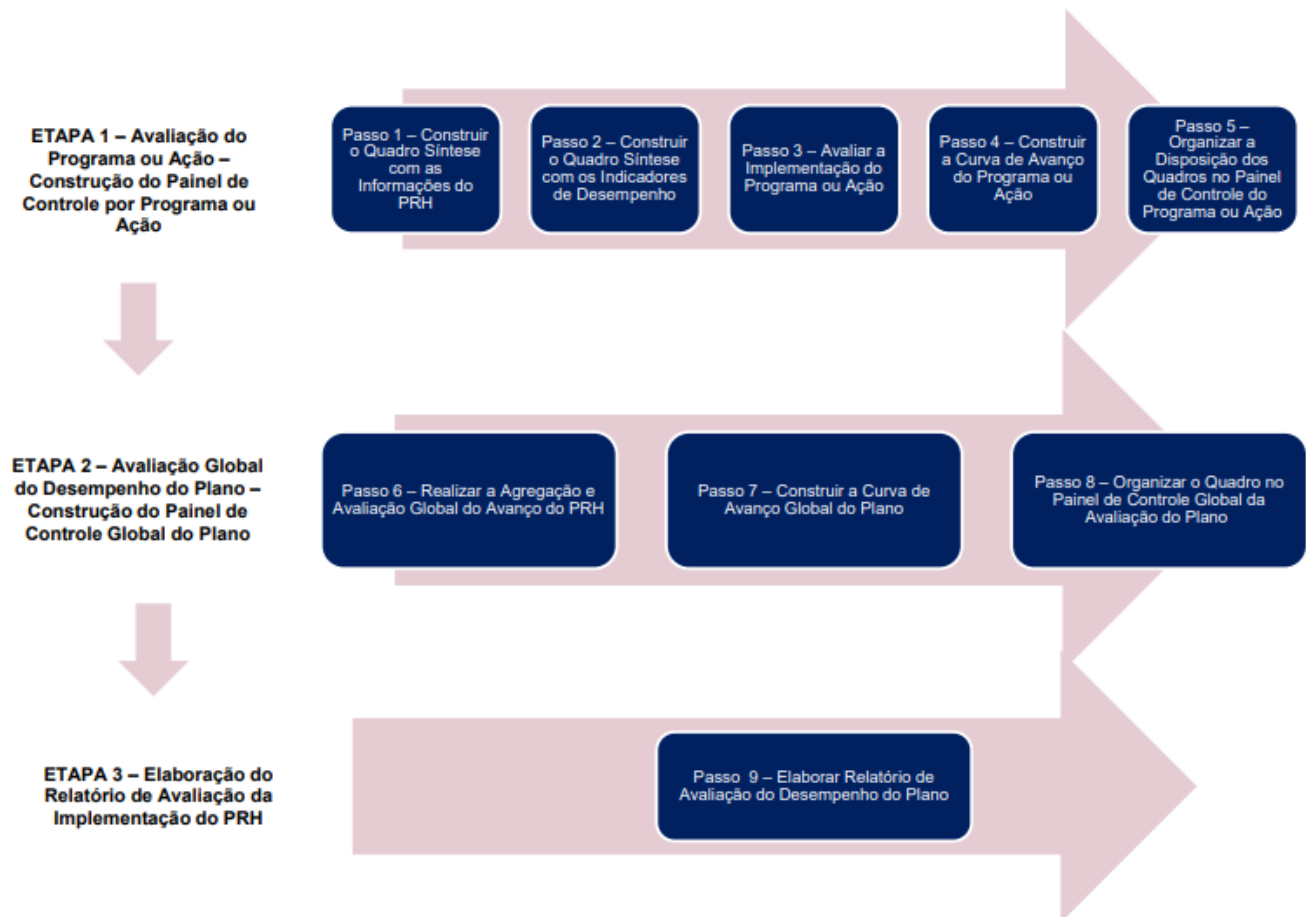 ETAPA 1 – Avaliação do
Programa ou Ação –
Construção do Painel de
Controle por Programa ou
Ação
Passo 1 – Construir
o Quadro Síntese
com as
Informações do
PRH
Passo 2 – Construir
o Quadro Síntese
com os Indicadores
de Desempenho
Passo 3 – Avaliar a
Implementação do
Programa ou Ação
Passo 4 – Construir
a Curva de Avanço
do Programa ou
Ação
Passo 5 –
Organizar a
Disposição dos
Quadros no Painel
de Controle do
Programa ou Ação
ETAPA 2 – Avaliação Global
do Desempenho do Plano –
Construção do Painel de
Controle Global do Plano
Passo 6 – Realizar a Agregação e
Avaliação Global do Avanço do PRH
Passo 7 – Construir a Curva de
Avanço Global do Plano
Passo 8 – Organizar o Quadro no
Painel de Controle Global da
Avaliação do Plano
ETAPA 3 – Elaboração do
Relatório de Avaliação da
Implementação do PRH
Passo 9 – Elaborar Relatório de
Avaliação do Desempenho do Plano